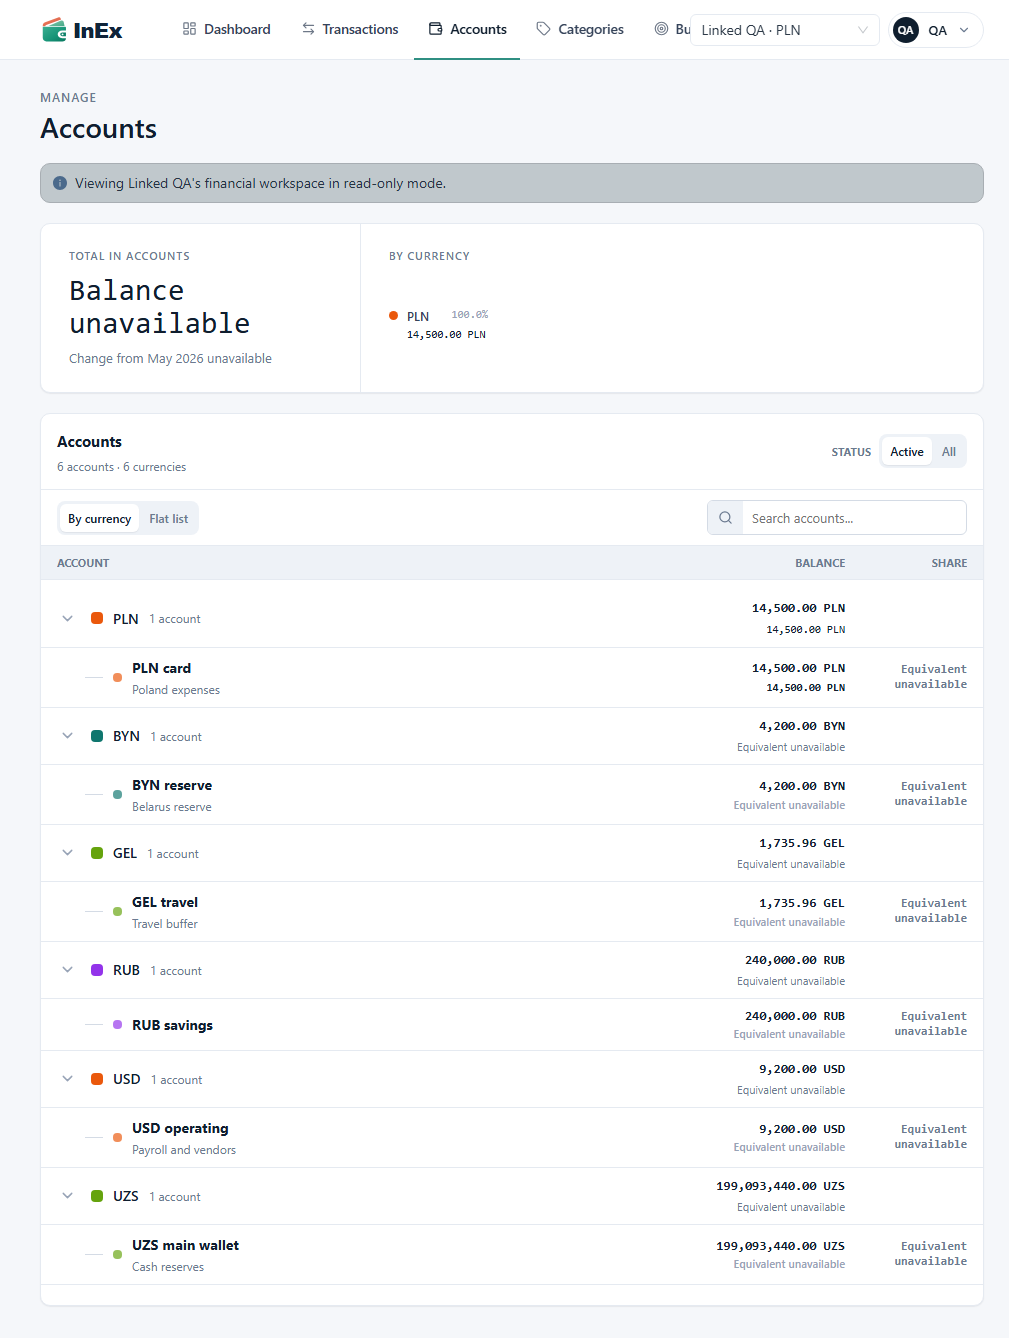 InEx
Dashboard
Transactions
Accounts
Categories
Bu
Linked QA · PLN
QA
QA
MANAGE
Accounts
Viewing Linked QA's financial workspace in read-only mode.
TOTAL IN ACCOUNTS
Balance
unavailable
Change from May 2026 unavailable
BY CURRENCY
PLN 100.0%
14,500.00 PLN
Accounts
6 accounts · 6 currencies
STATUS
Active
All
By currency
Flat list
Search accounts...
ACCOUNT BALANCE SHARE
PLN 1 account
14,500.00 PLN
14,500.00 PLN
PLN card
Poland expenses
14,500.00 PLN
14,500.00 PLN
Equivalent
unavailable
BYN 1 account
4,200.00 BYN
Equivalent unavailable
BYN reserve
Belarus reserve
4,200.00 BYN
Equivalent unavailable
Equivalent
unavailable
GEL 1 account
1,735.96 GEL
Equivalent unavailable
GEL travel
Travel buffer
1,735.96 GEL
Equivalent unavailable
Equivalent
unavailable
RUB 1 account
240,000.00 RUB
Equivalent unavailable
RUB savings
240,000.00 RUB
Equivalent unavailable
Equivalent
unavailable
USD 1 account
9,200.00 USD
Equivalent unavailable
USD operating
Payroll and vendors
9,200.00 USD
Equivalent unavailable
Equivalent
unavailable
UZS 1 account
199,093,440.00 UZS
Equivalent unavailable
UZS main wallet
Cash reserves
199,093,440.00 UZS
Equivalent unavailable
Equivalent
unavailable